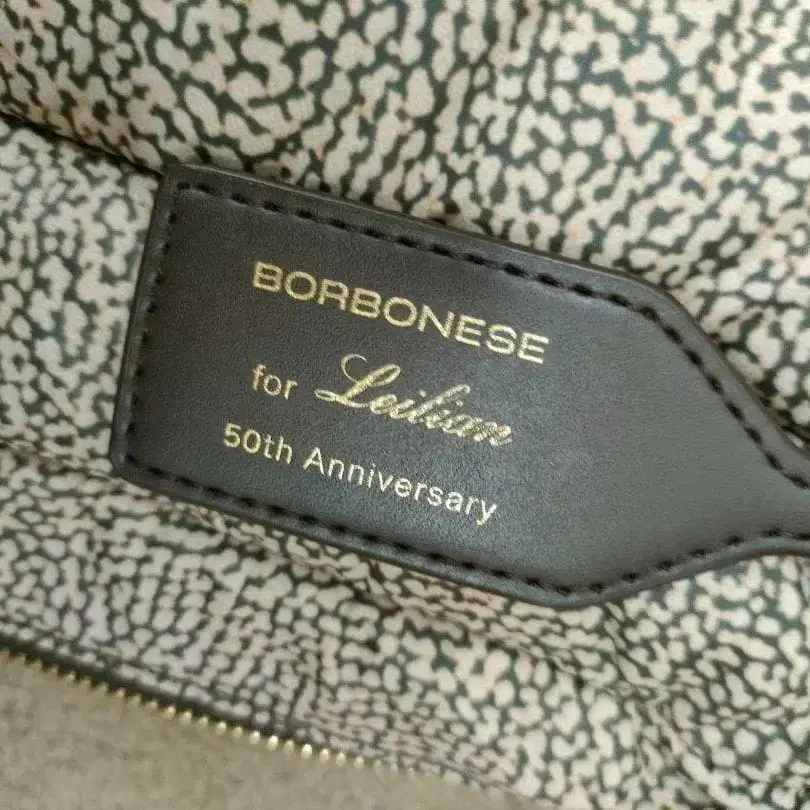 BORBONESE
for Leilian
50th Anniversary